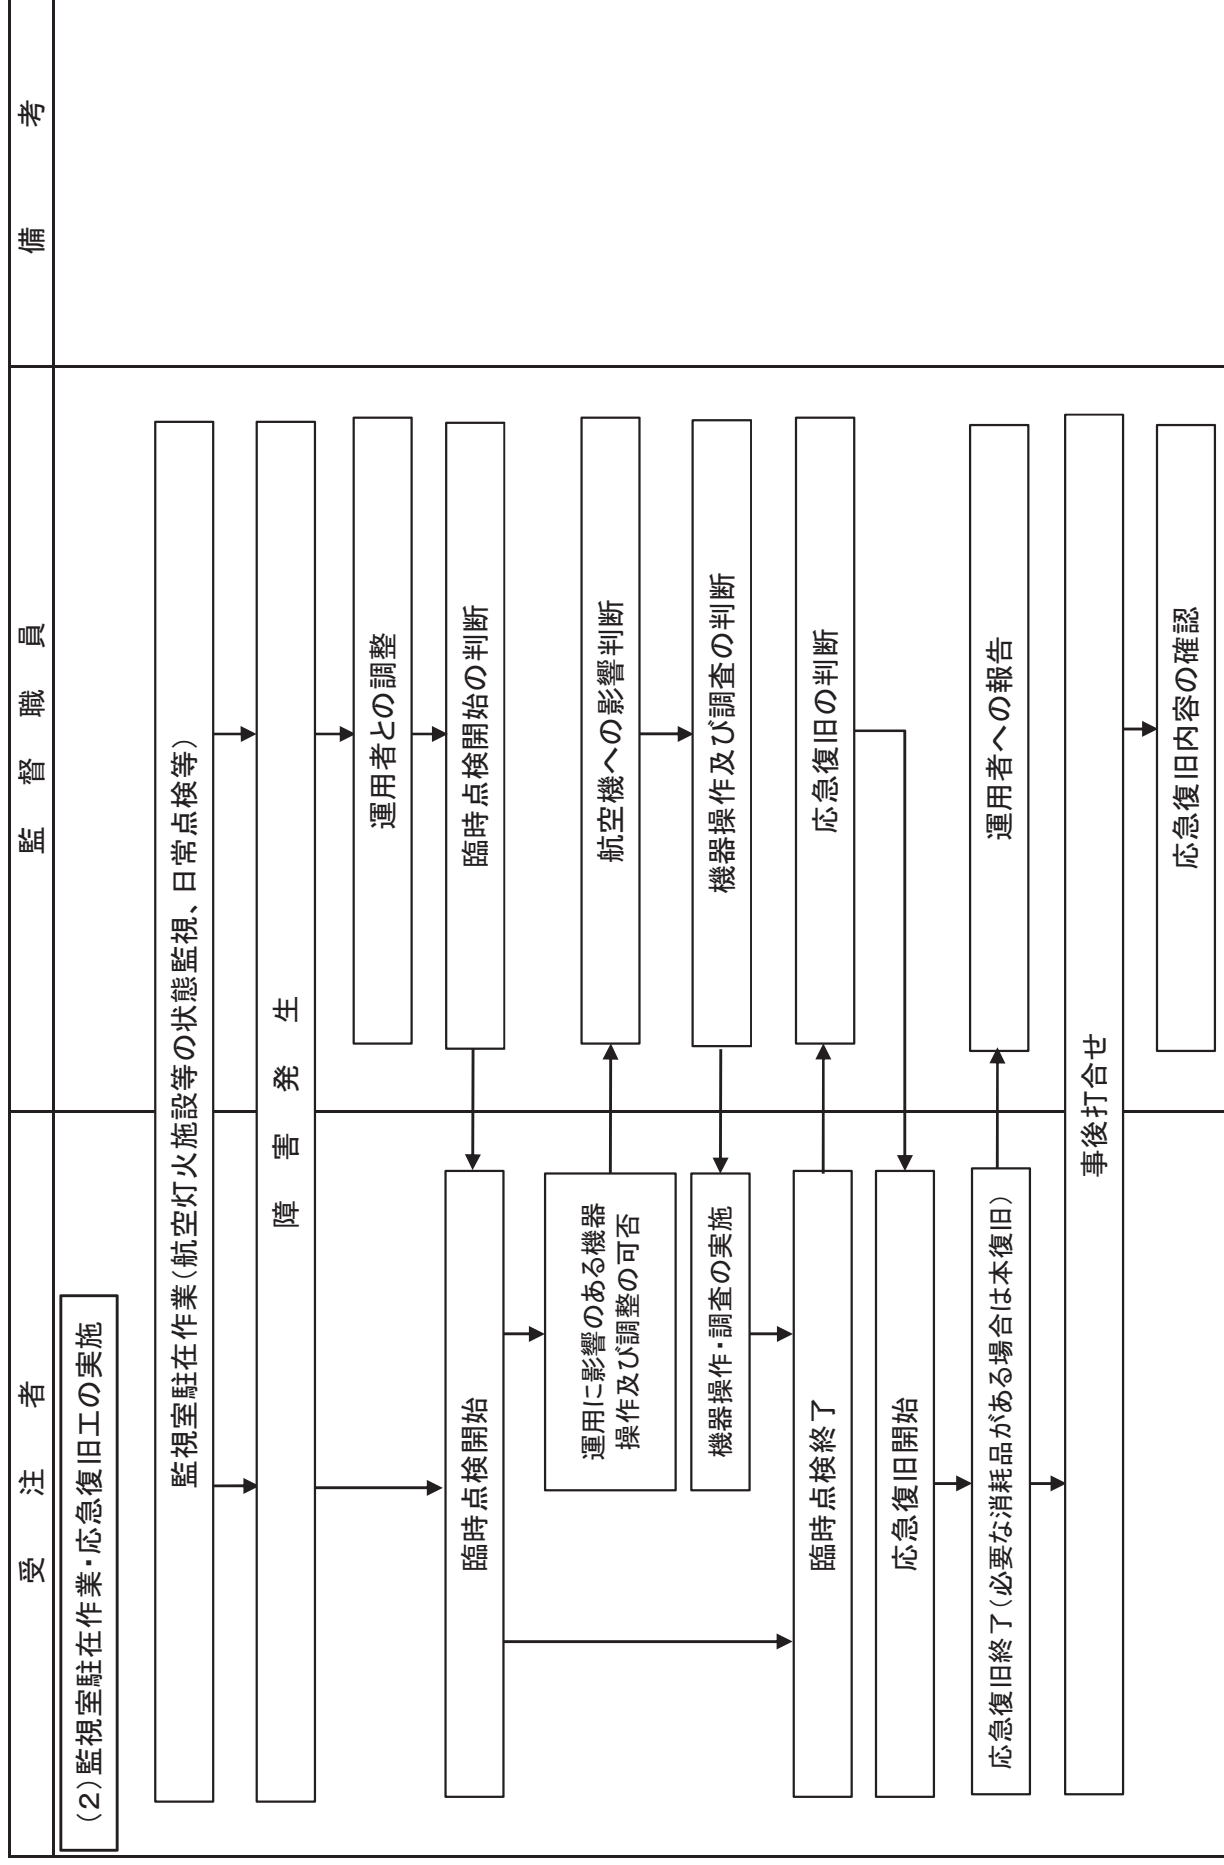 受注者
監督職員
備考
(2)監視室駐在作業・応急復旧工の実施
監視室駐在作業(航空灯火施設等の状態監視、日常点検等)
障害発生
運用者との調整
臨時点検開始の判断
臨時点検開始
運用に影響のある機器
操作及び調整の可否
航空機への影響判断
機器操作及び調査の判断
機器操作・調査の実施
臨時点検終了
応急復旧の判断
応急復旧開始
応急復旧終了(必要な消耗品がある場合は本復旧)
運用者への報告
事後打合せ
応急復旧内容の確認